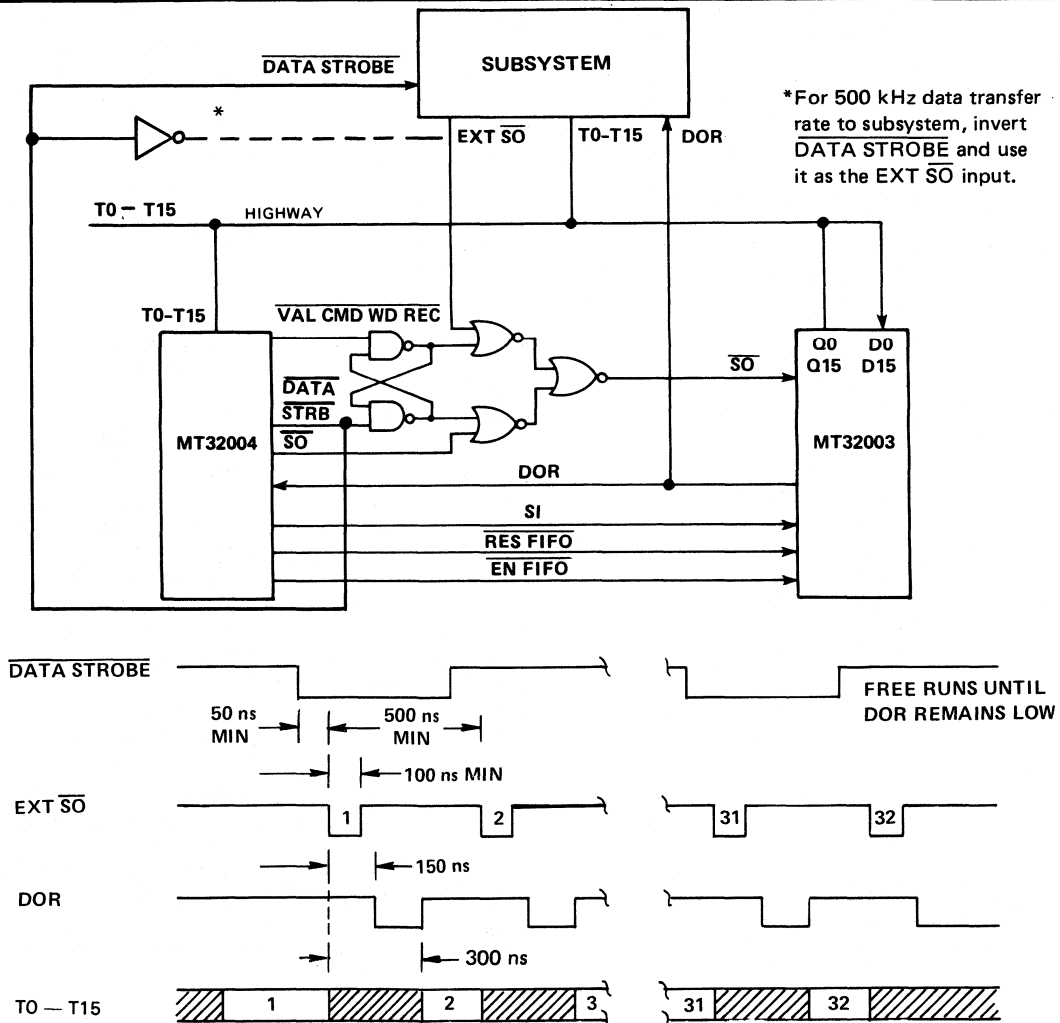 SUBSYSTEM
DATA STROBE
*
*For 500 kHz data transfer
rate to subsystem, invert
DATA STROBE and use
it as the EXT SO input.
EXT SO
T0-T15
DOR
T0 – T15
HIGHWAY
T0-T15
VAL CMD WD REC
DATA
STRB
SO
MT32004
SO
Q0 D0
Q15 D15
MT32003
DOR
SI
RES FIFO
EN FIFO
DATA STROBE
FREE RUNS UNTIL
DOR REMAINS LOW
50 ns
MIN
500 ns
MIN
100 ns MIN
EXT SO
1
2
31
32
150 ns
DOR
300 ns
T0 — T15
1
2
3
31
32